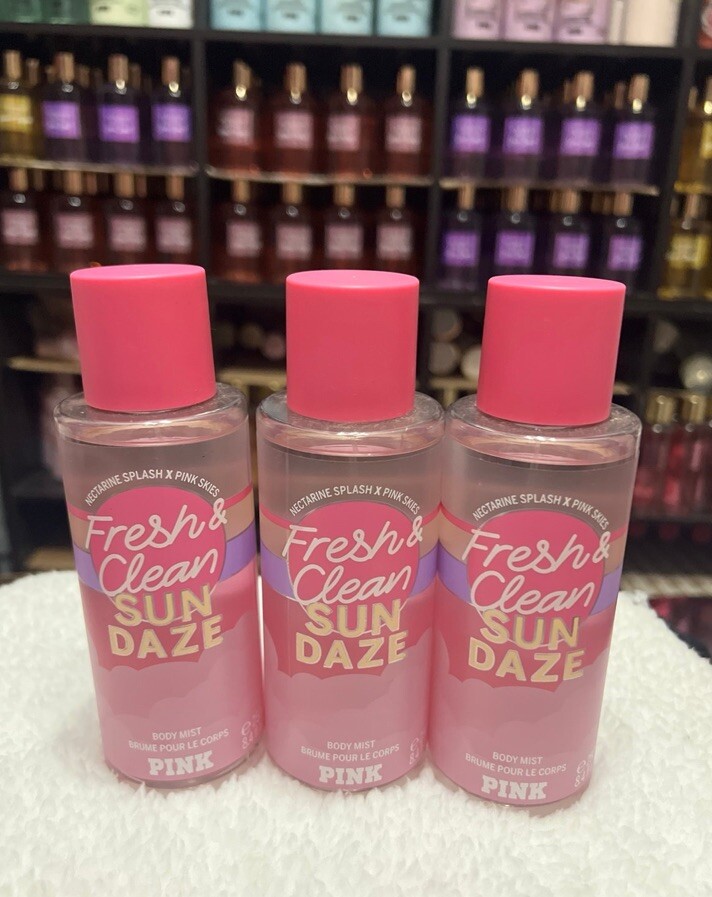 NECTARINE SPLASH X PINK SKIES
Fresh &
Clean
SUN
DAZE
BODY MIST
BRUME POUR LE CORPS
PINK
NECTARINE SPLASH X PINK SKIES
Fresh &
Clean
SUN
DAZE
BODY MIST
BRUME POUR LE CORPS
PINK
NECTARINE SPLASH X PINK SKIES
Fresh &
Clean
SUN
DAZE
BODY MIST
BRUME POUR LE CORPS
PINK